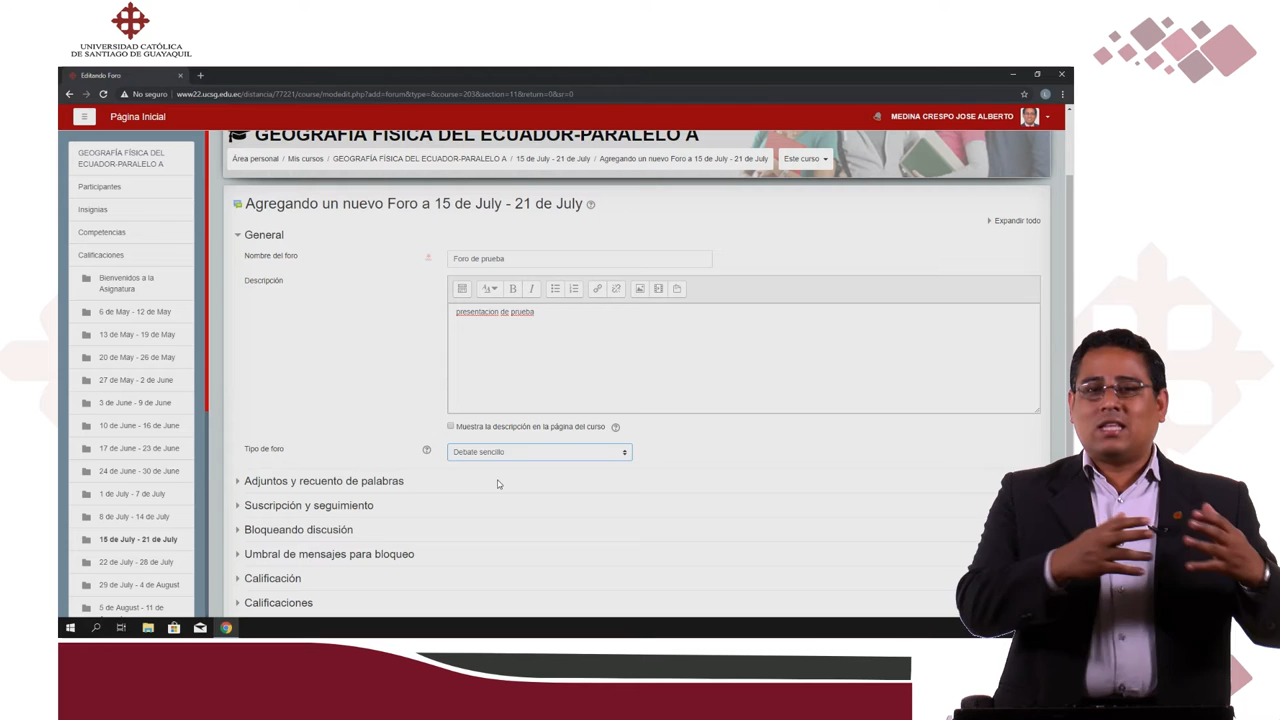 UNIVERSIDAD CATÓLICA
DE SANTIAGO DE GUAYAQUIL
Editando Foro
No seguro
www22.ucsg.edu.ec/distancia/77221/course/modedit.php?add=forum&type=&course=203&section=11&return=0&sr=0
Página Inicial
MEDINA CRESPO JOSE ALBERTO
GEOGRAFÍA FÍSICA DEL ECUADOR-PARALELO A
Área personal / Mis cursos / GEOGRAFÍA FÍSICA DEL ECUADOR-PARALELO A / 15 de July - 21 de July / Agregando un nuevo Foro a 15 de July - 21 de July
Este curso
GEOGRAFÍA FÍSICA DEL
ECUADOR-PARALELO A
Participantes
Insignias
Competencias
Calificaciones
Bienvenidos a la
Asignatura
6 de May - 12 de May
13 de May - 19 de May
20 de May - 26 de May
27 de May - 2 de June
3 de June - 9 de June
10 de June - 16 de June
17 de June - 23 de June
24 de June - 30 de June
1 de July - 7 de July
8 de July - 14 de July
15 de July - 21 de July
22 de July - 28 de July
29 de July - 4 de August
5 de August - 11 de
Agregando un nuevo Foro a 15 de July - 21 de July
Expandir todo
General
Nombre del foro
Foro de prueba
Descripción
presentacion de prueba
Muestra la descripción en la página del curso
Tipo de foro
Debate sencillo
Adjuntos y recuento de palabras
Suscripción y seguimiento
Bloqueando discusión
Umbral de mensajes para bloqueo
Calificación
Calificaciones